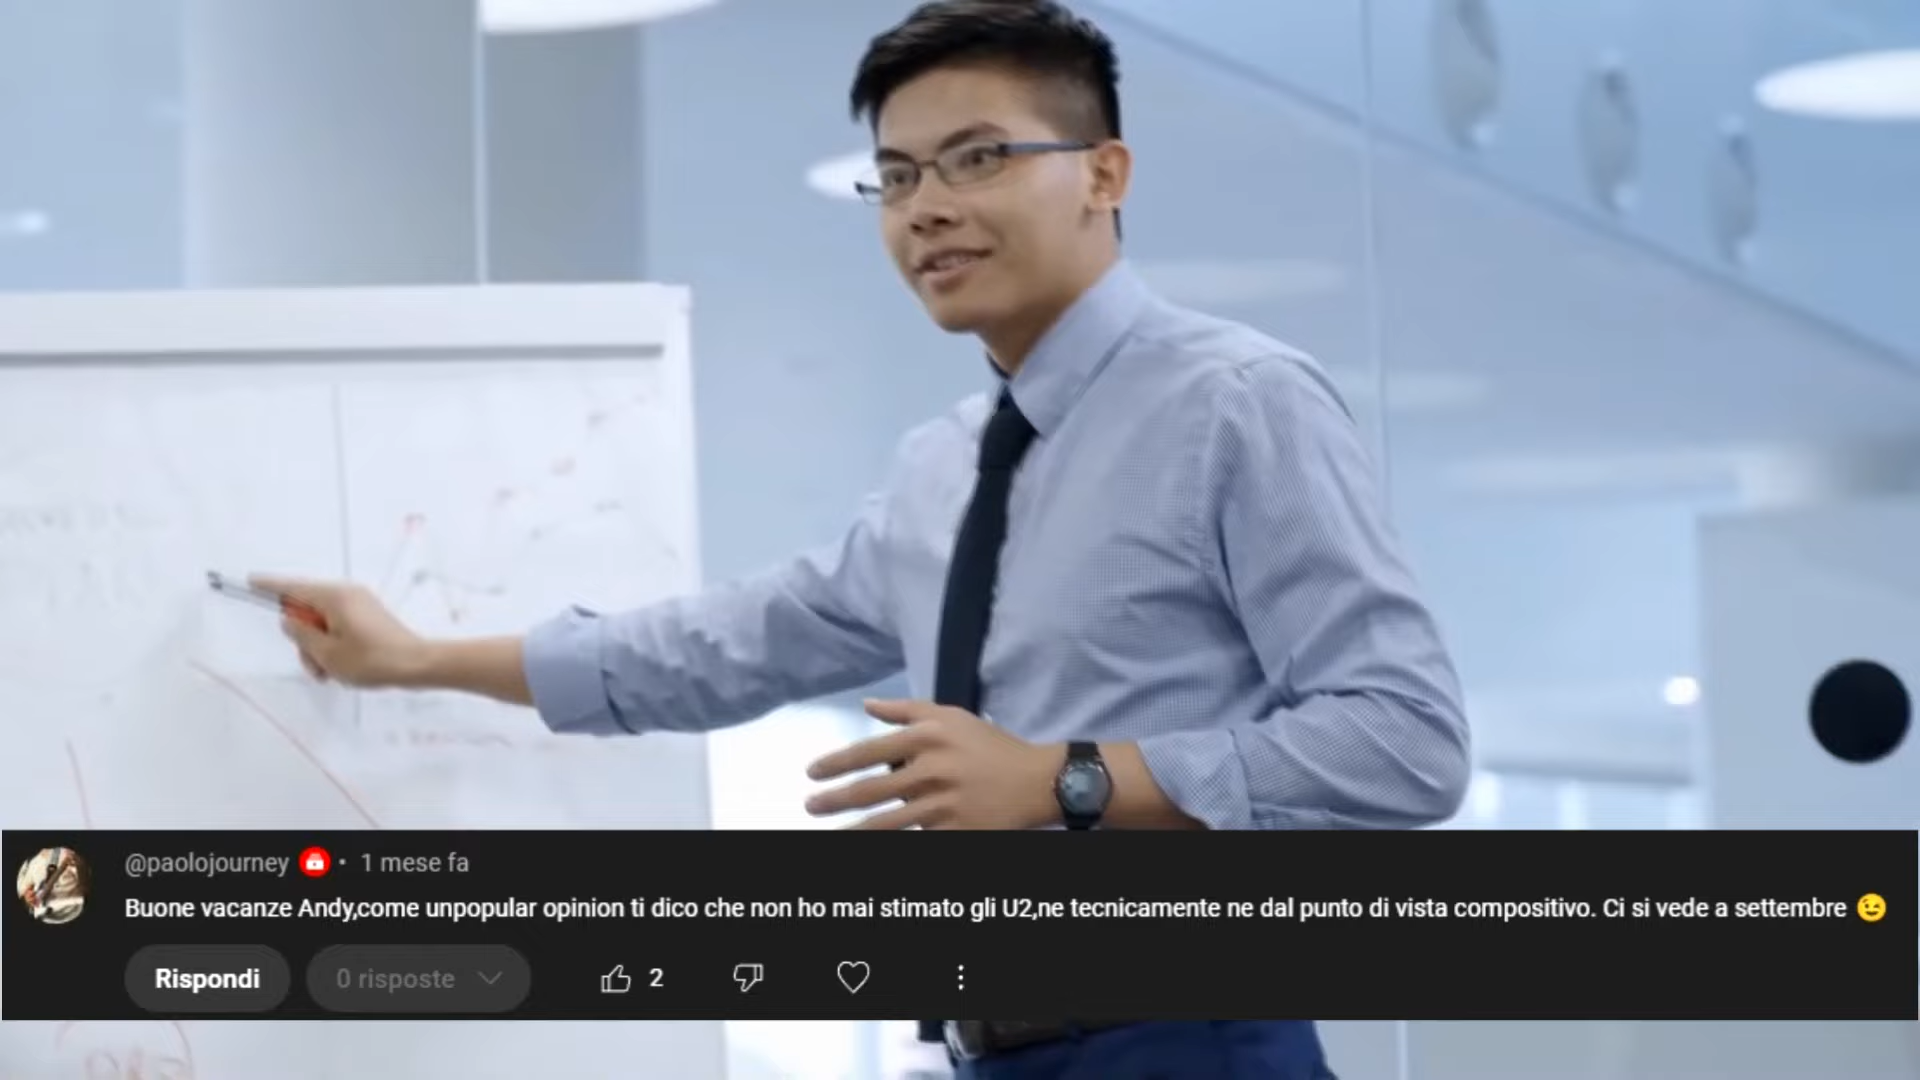 @paolojourney • 1 mese fa
Buone vacanze Andy,come unpopular opinion ti dico che non ho mai stimato gli U2,ne tecnicamente ne dal punto di vista compositivo. Ci si vede a settembre 😉
Rispondi 0 risposte 2